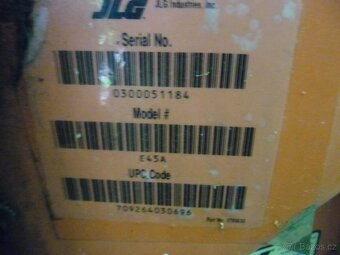 JLG
JLG Industries, Inc.
Serial No.
0300051184
Model #
E45A
UPC Code
709264030696